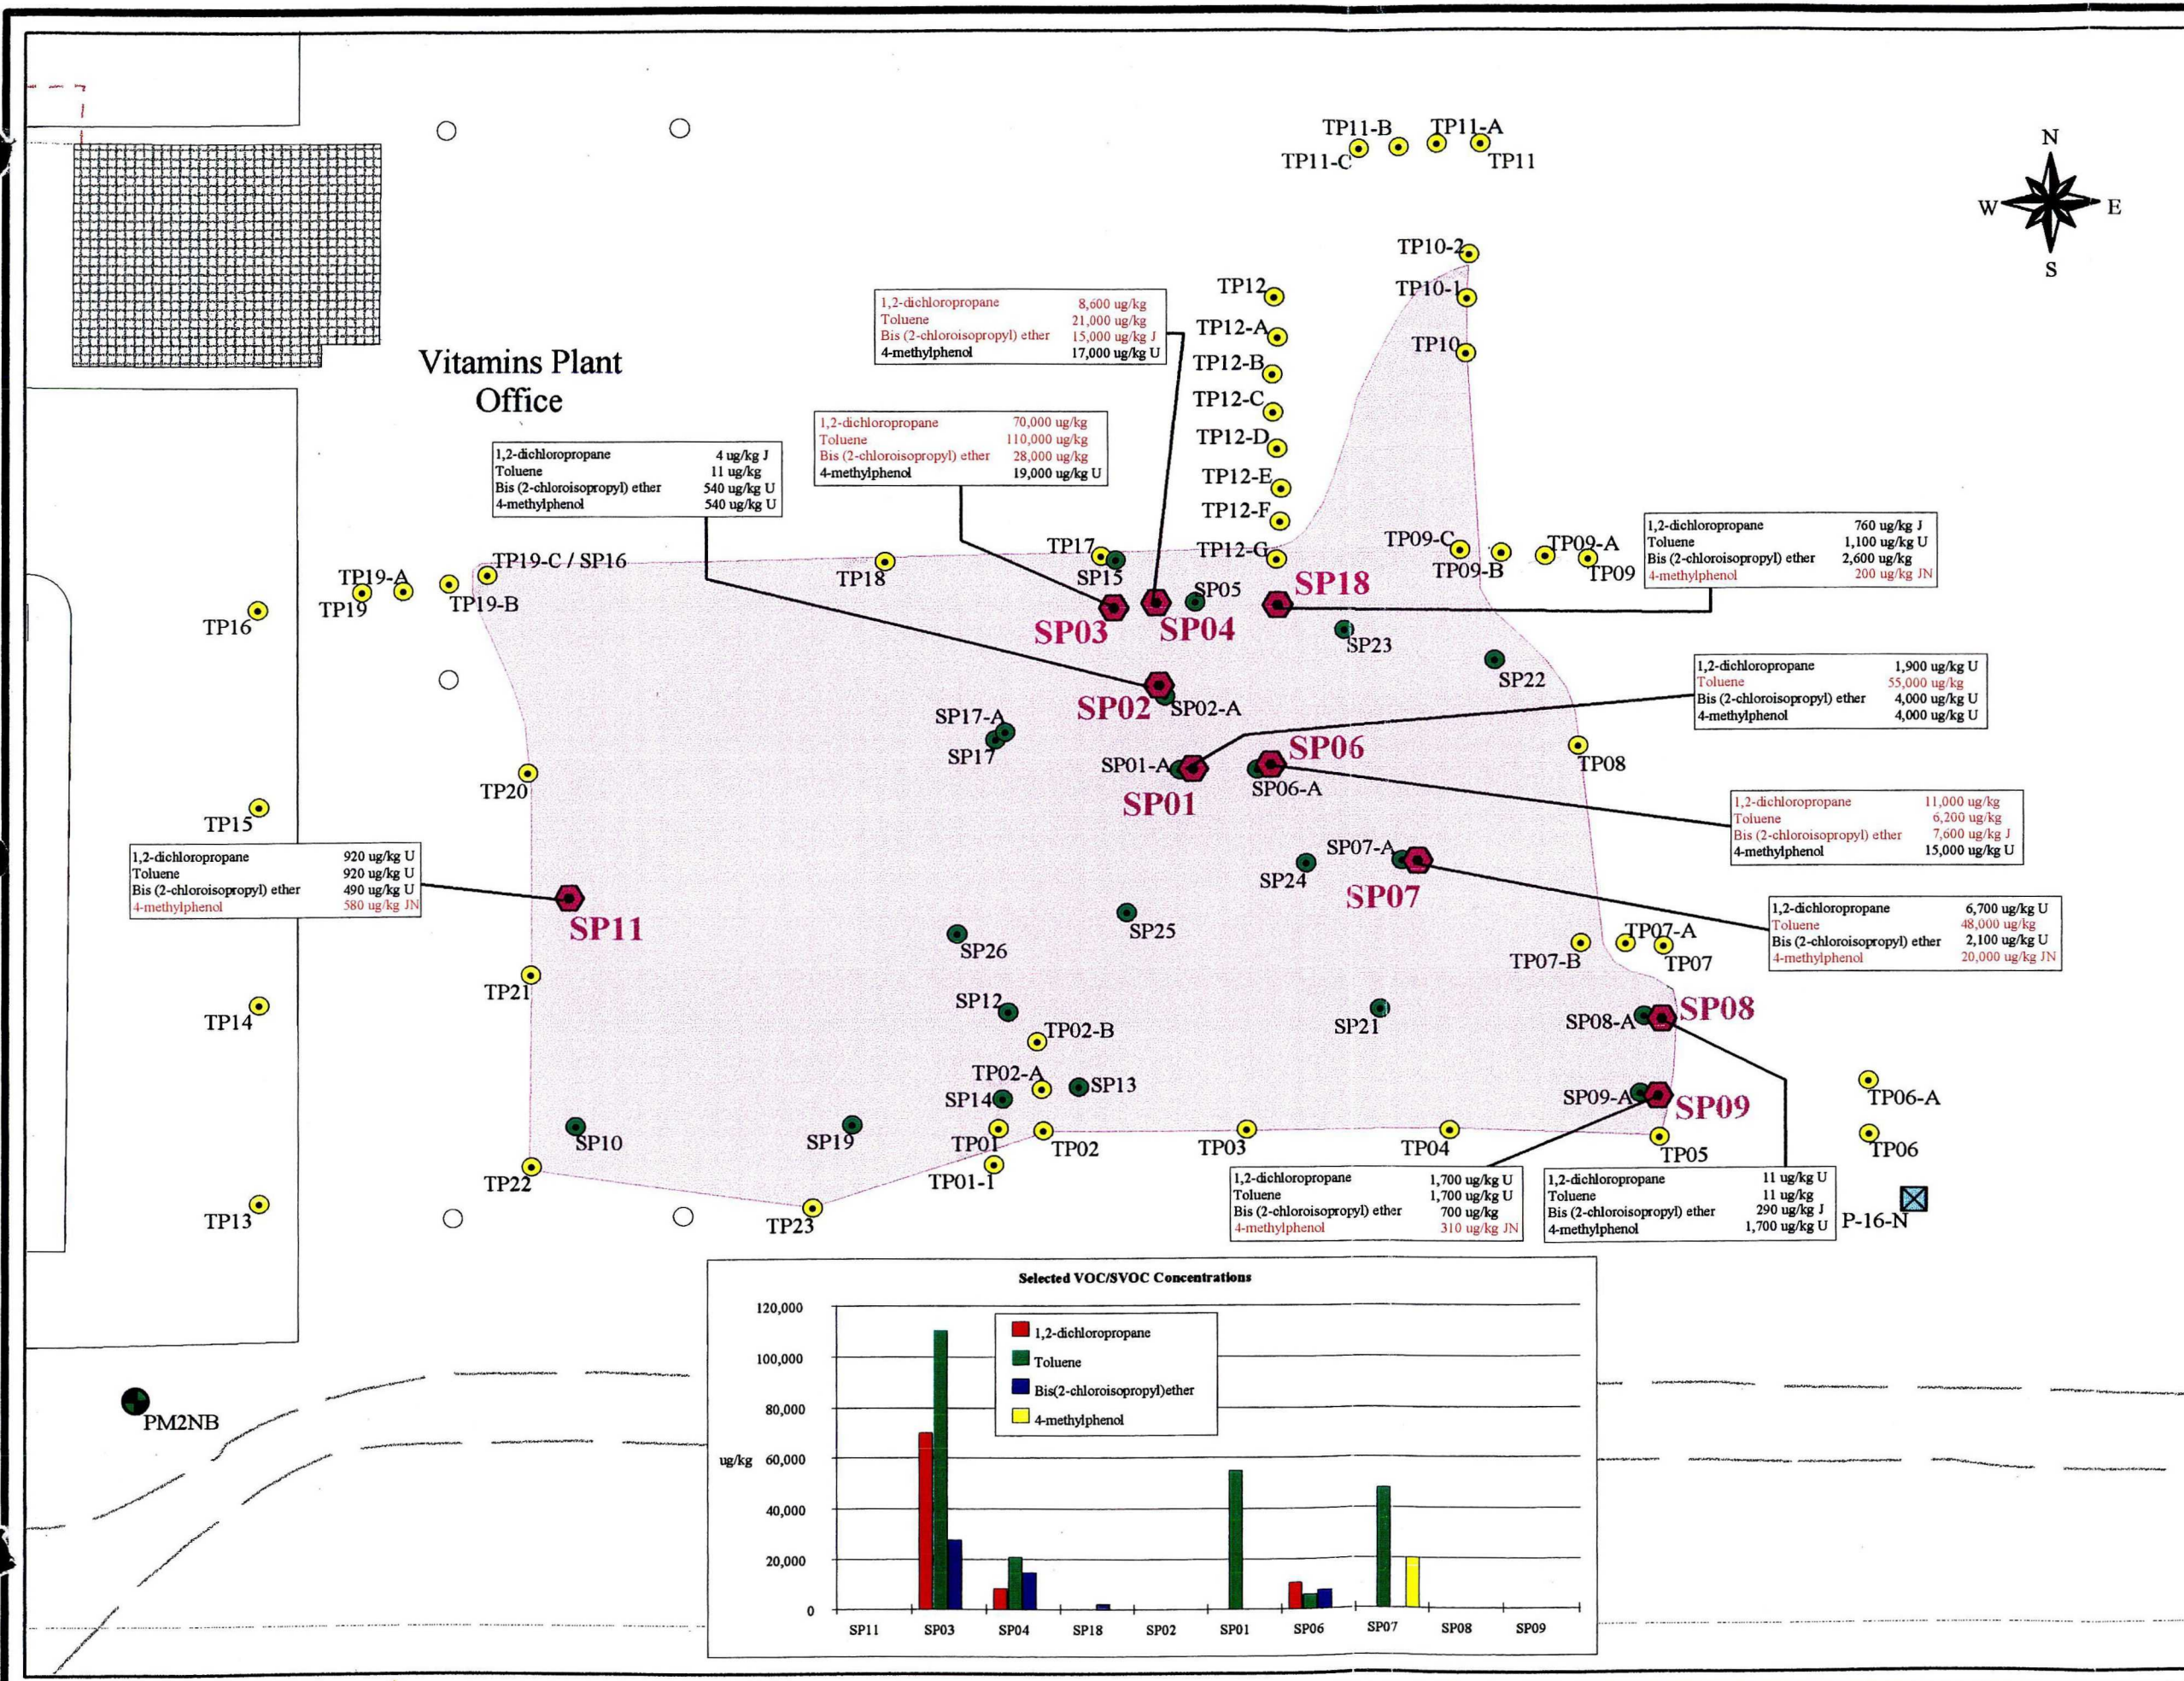 TP11-B
TP11-A
TP11-C
TP11
N
W
E
S
TP10-2
TP12
TP10-1
1,2-dichloropropane 8,600 ug/kg
Toluene 21,000 ug/kg
Bis (2-chloroisopropyl) ether 15,000 ug/kg J
4-methylphenol 17,000 ug/kg U
TP12-A
TP10
Vitamins Plant
Office
TP12-B
TP12-C
1,2-dichloropropane 70,000 ug/kg
Toluene 110,000 ug/kg
Bis (2-chloroisopropyl) ether 28,000 ug/kg
4-methylphenol 19,000 ug/kg U
TP12-D
1,2-dichloropropane 4 ug/kg J
Toluene 11 ug/kg
Bis (2-chloroisopropyl) ether 540 ug/kg U
4-methylphenol 540 ug/kg U
TP12-E
TP12-F
1,2-dichloropropane 760 ug/kg J
Toluene 1,100 ug/kg U
Bis (2-chloroisopropyl) ether 2,600 ug/kg
4-methylphenol 200 ug/kg JN
TP17
TP12-G
TP09-C
TP09-A
TP19-C / SP16
TP18
SP15
TP09-B
TP09
TP19-A
TP19
TP19-B
SP05
SP18
TP16
SP03
SP04
SP23
SP22
1,2-dichloropropane 1,900 ug/kg U
Toluene 55,000 ug/kg
Bis (2-chloroisopropyl) ether 4,000 ug/kg U
4-methylphenol 4,000 ug/kg U
SP02
SP02-A
SP17-A
SP17
SP06
SP01-A
SP06-A
TP08
SP01
TP20
TP15
1,2-dichloropropane 11,000 ug/kg
Toluene 6,200 ug/kg
Bis (2-chloroisopropyl) ether 7,600 ug/kg J
4-methylphenol 15,000 ug/kg U
1,2-dichloropropane 920 ug/kg U
Toluene 920 ug/kg U
Bis (2-chloroisopropyl) ether 490 ug/kg U
4-methylphenol 580 ug/kg JN
SP07-A
SP24
SP07
SP11
SP25
SP26
1,2-dichloropropane 6,700 ug/kg U
Toluene 48,000 ug/kg
Bis (2-chloroisopropyl) ether 2,100 ug/kg U
4-methylphenol 20,000 ug/kg JN
TP07-A
TP07-B
TP07
TP21
TP14
SP12
TP02-B
SP21
SP08-A
SP08
TP02-A
SP13
SP14
SP09-A
SP09
TP06-A
SP10
SP19
TP01
TP02
TP03
TP04
TP05
TP06
TP22
TP01-1
TP13
TP23
1,2-dichloropropane 1,700 ug/kg U
Toluene 1,700 ug/kg U
Bis (2-chloroisopropyl) ether 700 ug/kg
4-methylphenol 310 ug/kg JN
1,2-dichloropropane 11 ug/kg U
Toluene 11 ug/kg
Bis (2-chloroisopropyl) ether 290 ug/kg J
4-methylphenol 1,700 ug/kg U
P-16-N
Selected VOC/SVOC Concentrations
120,000
100,000
80,000
ug/kg 60,000
40,000
20,000
0
1,2-dichloropropane
Toluene
Bis(2-chloroisopropyl)ether
4-methylphenol
SP11 SP03 SP04 SP18 SP02 SP01 SP06 SP07 SP08 SP09
PM2NB